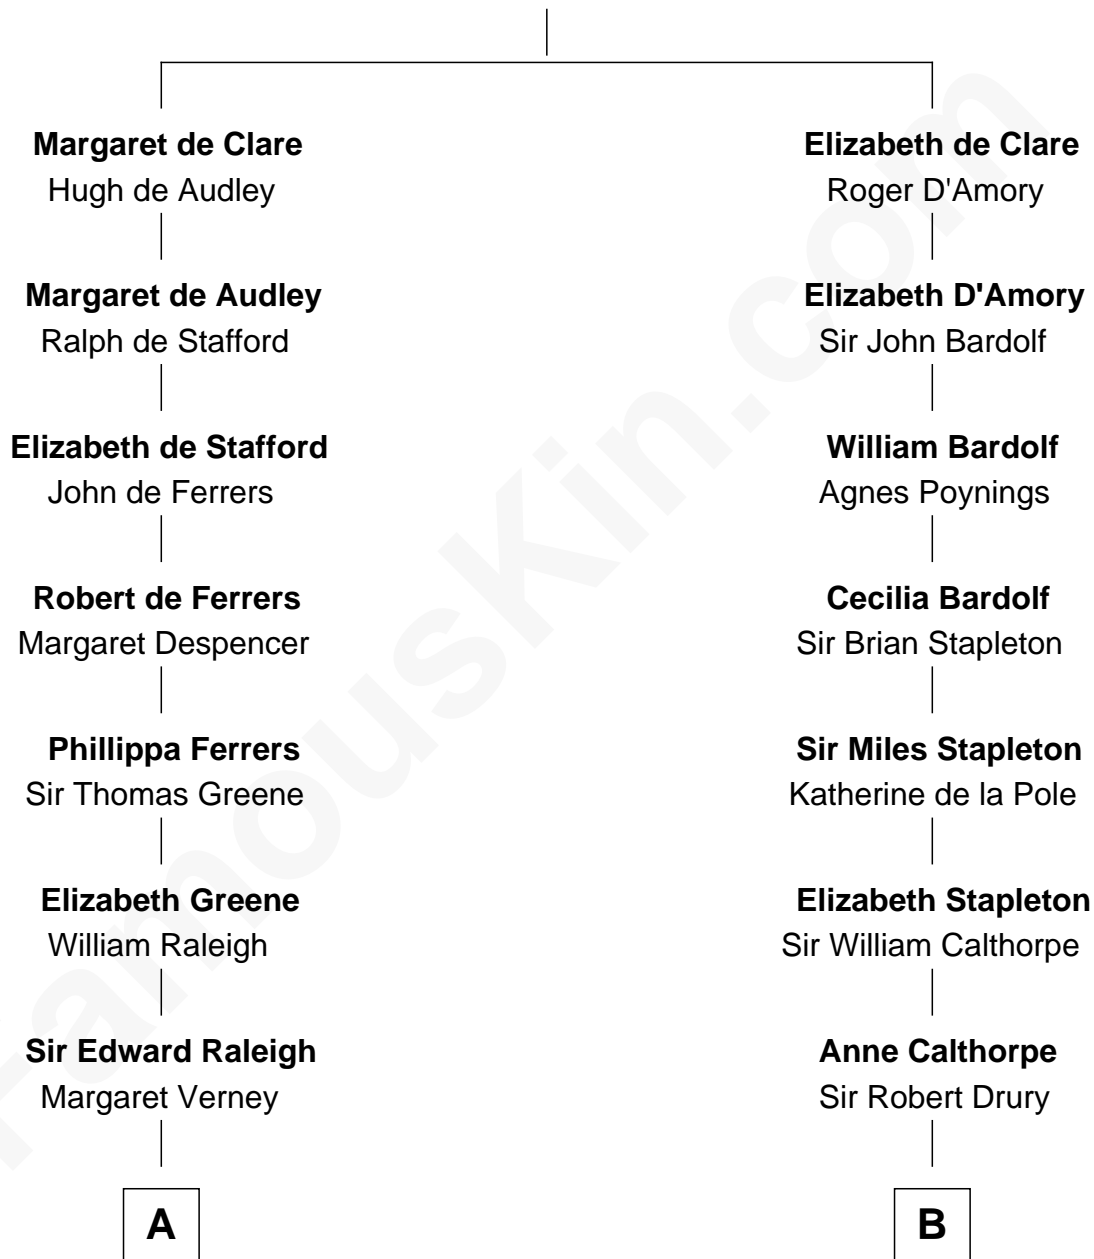 Margaret de Clare
Hugh de Audley
Elizabeth de Clare
Roger D'Amory
Margaret de Audley
Ralph de Stafford
Elizabeth D'Amory
Sir John Bardolf
Elizabeth de Stafford
John de Ferrers
William Bardolf
Agnes Poynings
Robert de Ferrers
Margaret Despencer
Cecilia Bardolf
Sir Brian Stapleton
Phillippa Ferrers
Sir Thomas Greene
Sir Miles Stapleton
Katherine de la Pole
Elizabeth Greene
William Raleigh
Elizabeth Stapleton
Sir William Calthorpe
Sir Edward Raleigh
Margaret Verney
Anne Calthorpe
Sir Robert Drury
A
B
FamousKin.com